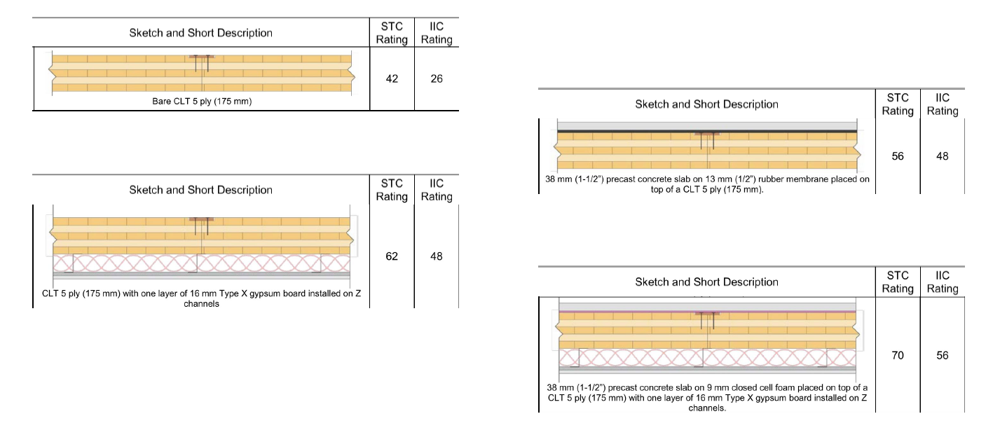 Sketch and Short Description
STC
Rating
IIC
Rating
Bare CLT 5 ply (175 mm)
42
26
Sketch and Short Description
STC
Rating
IIC
Rating
CLT 5 ply (175 mm) with one layer of 16 mm Type X gypsum board installed on Z
channels
62
48
Sketch and Short Description
STC
Rating
IIC
Rating
38 mm (1-1/2") precast concrete slab on 13 mm (1/2") rubber membrane placed on
top of a CLT 5 ply (175 mm).
56
48
Sketch and Short Description
STC
Rating
IIC
Rating
38 mm (1-1/2") precast concrete slab on 9 mm closed cell foam placed on top of a
CLT 5 ply (175 mm) with one layer of 16 mm Type X gypsum board installed on Z
channels.
70
56